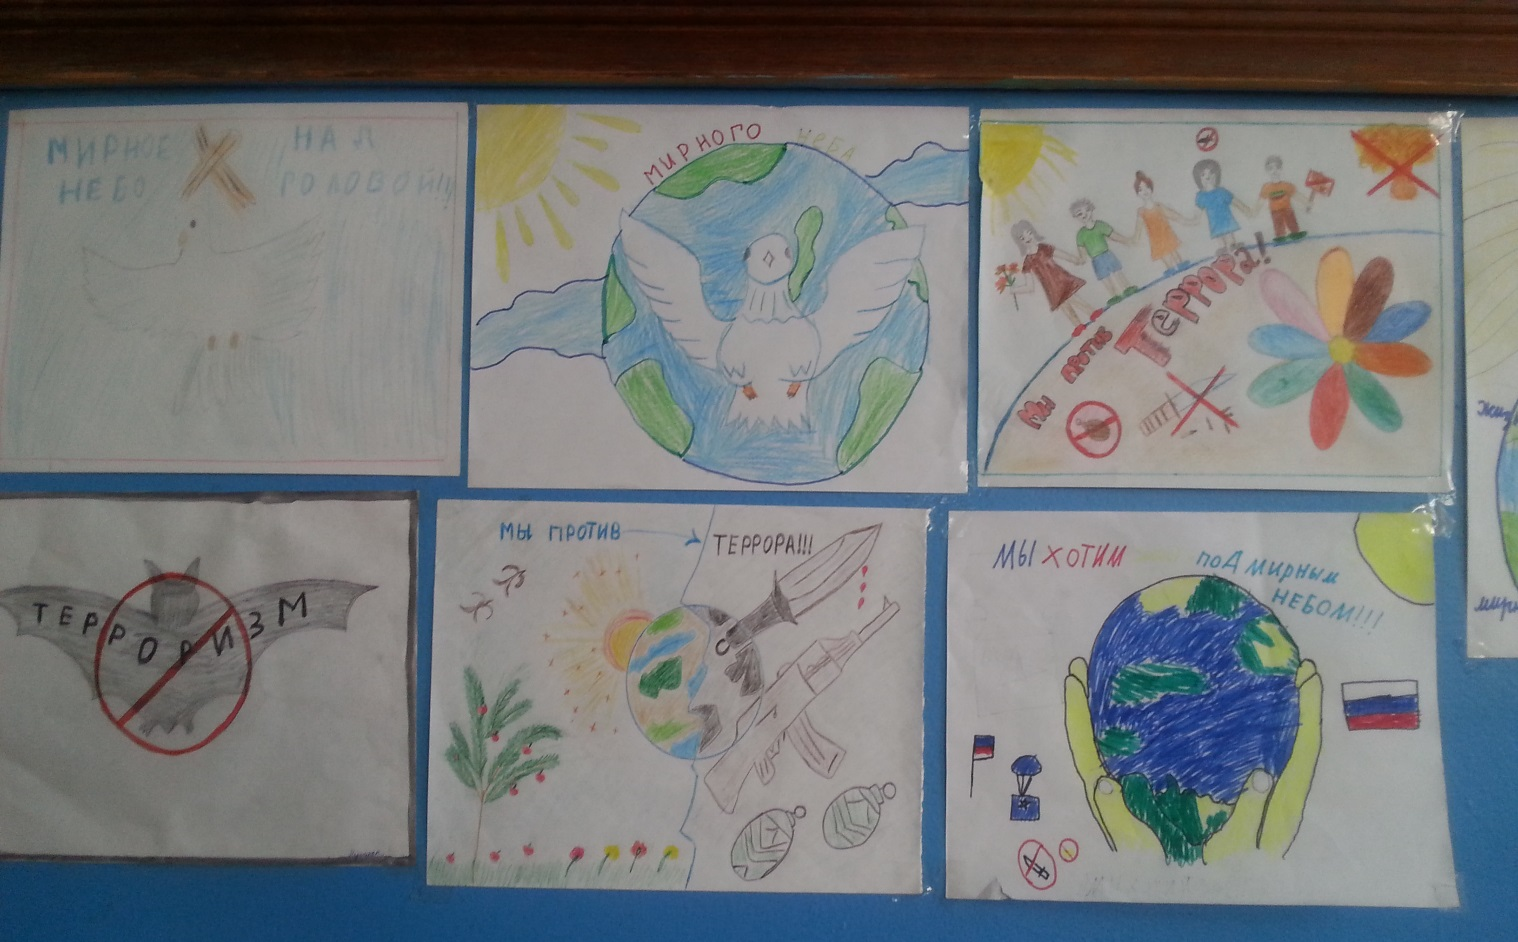 МИРНОЕ НАД
НЕБО ГОЛОВОЙ!!!
МИРНОГО НЕБА
МЫ ПРОТИВ ТЕРРОРА!
ТЕРРОРИЗМ
МЫ ПРОТИВ ТЕРРОРА!!!
МЫ ХОТИМ ПОД МИРНЫМ
НЕБОМ!!!